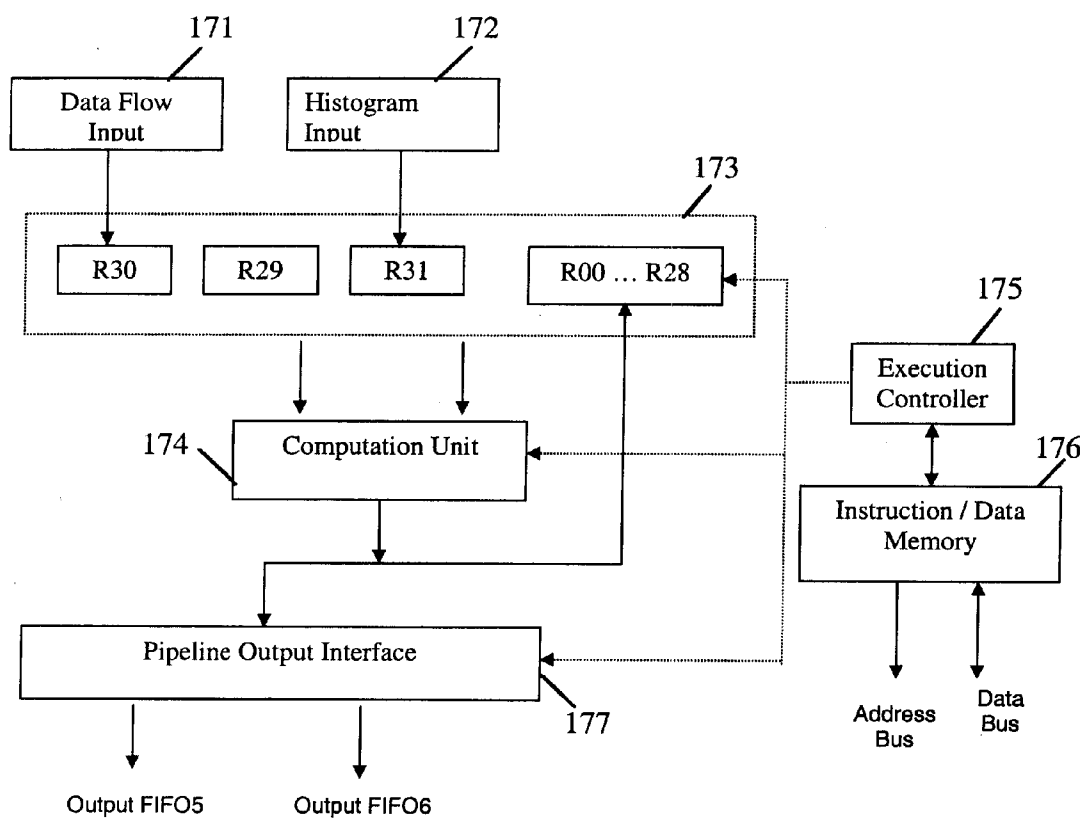 171
172
Data Flow
Input
Histogram
Input
173
R30
R29
R31
R00 ... R28
175
Execution
Controller
174
Computation Unit
176
Instruction / Data
Memory
Pipeline Output Interface
177
Address
Bus
Data
Bus
Output FIFO5
Output FIFO6